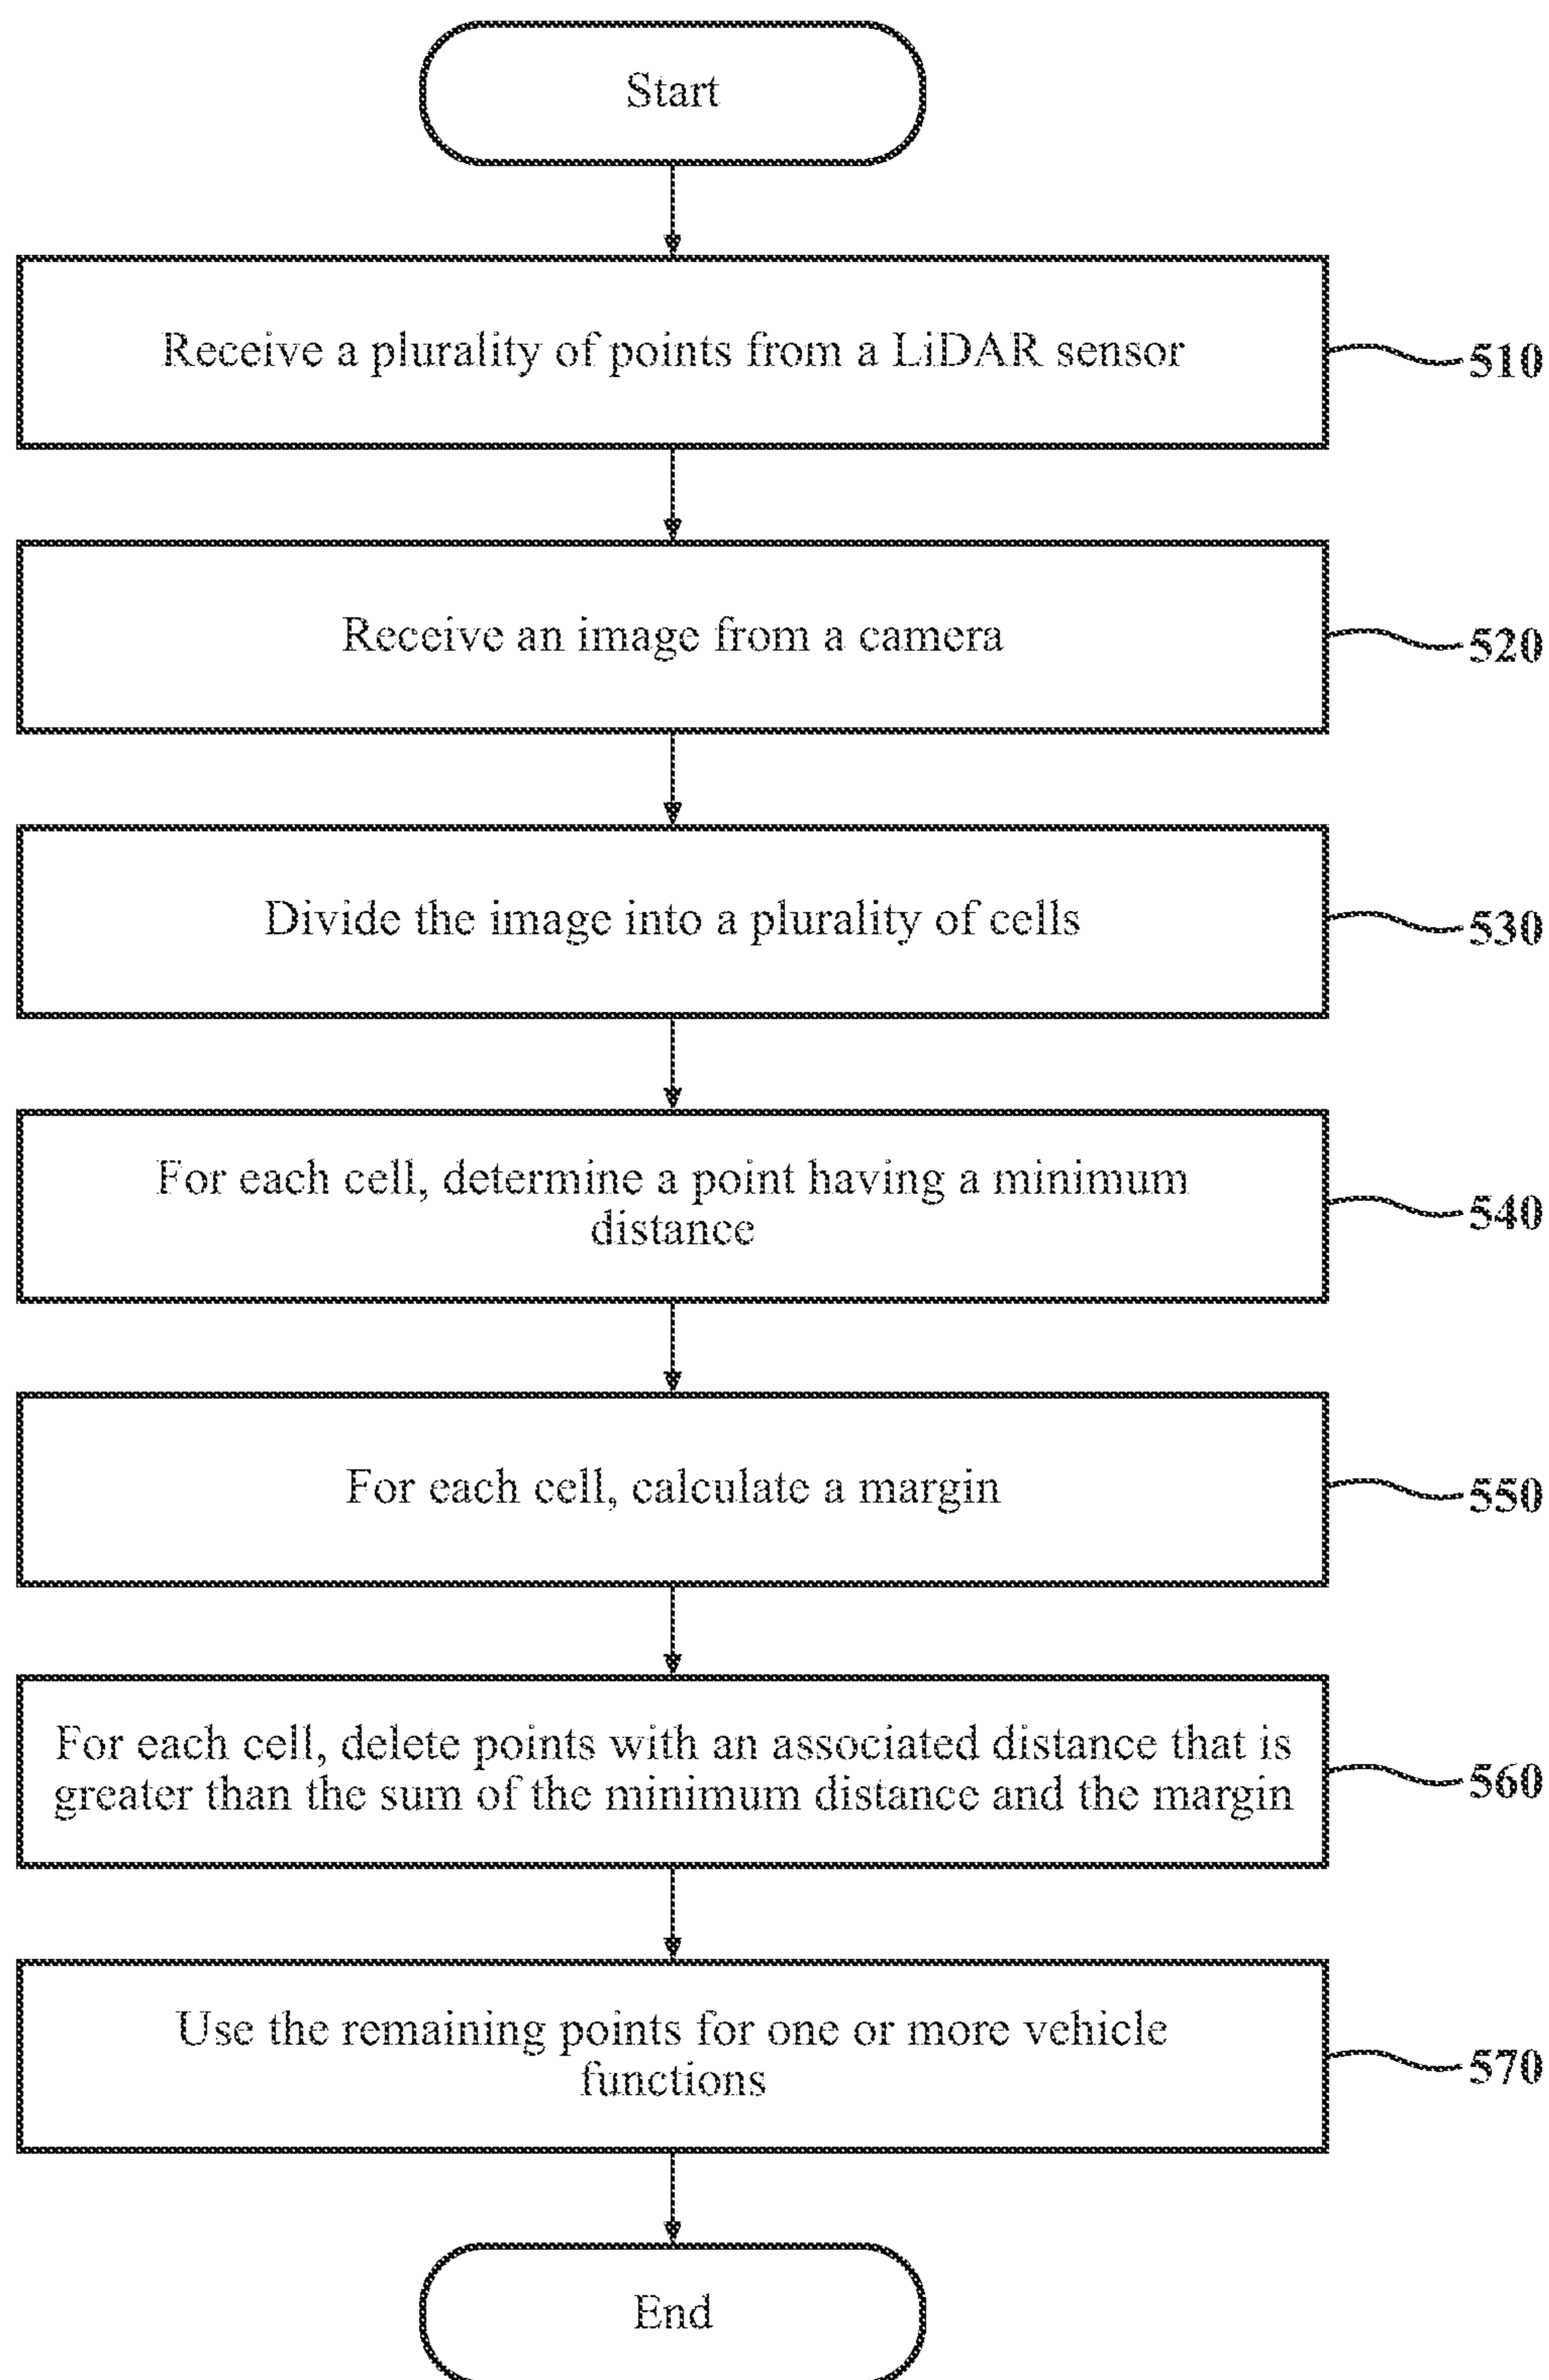 Start
Receive a plurality of points from a LiDAR sensor
510
Receive an image from a camera
520
Divide the image into a plurality of cells
530
For each cell, determine a point having a minimum
distance
540
For each cell, calculate a margin
550
For each cell, delete points with an associated distance that is
greater than the sum of the minimum distance and the margin
560
Use the remaining points for one or more vehicle
functions
570
End